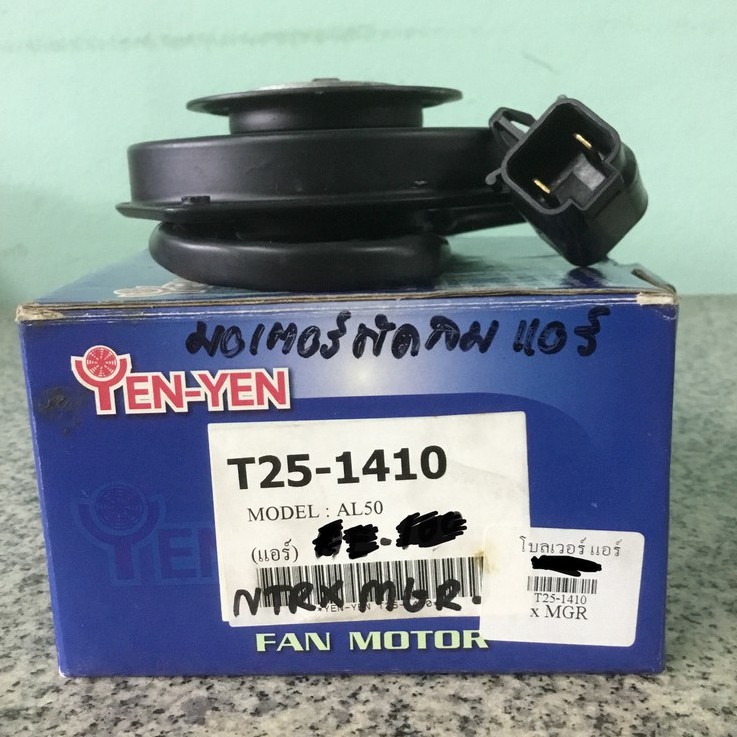 มอเตอร์พัดลม แอร์
YEN-YEN
T25-1410
MODEL : AL50
(แอร์)
NTRX MGR.
FAN MOTOR
โบลเวอร์ แอร์
T25-1410
x MGR